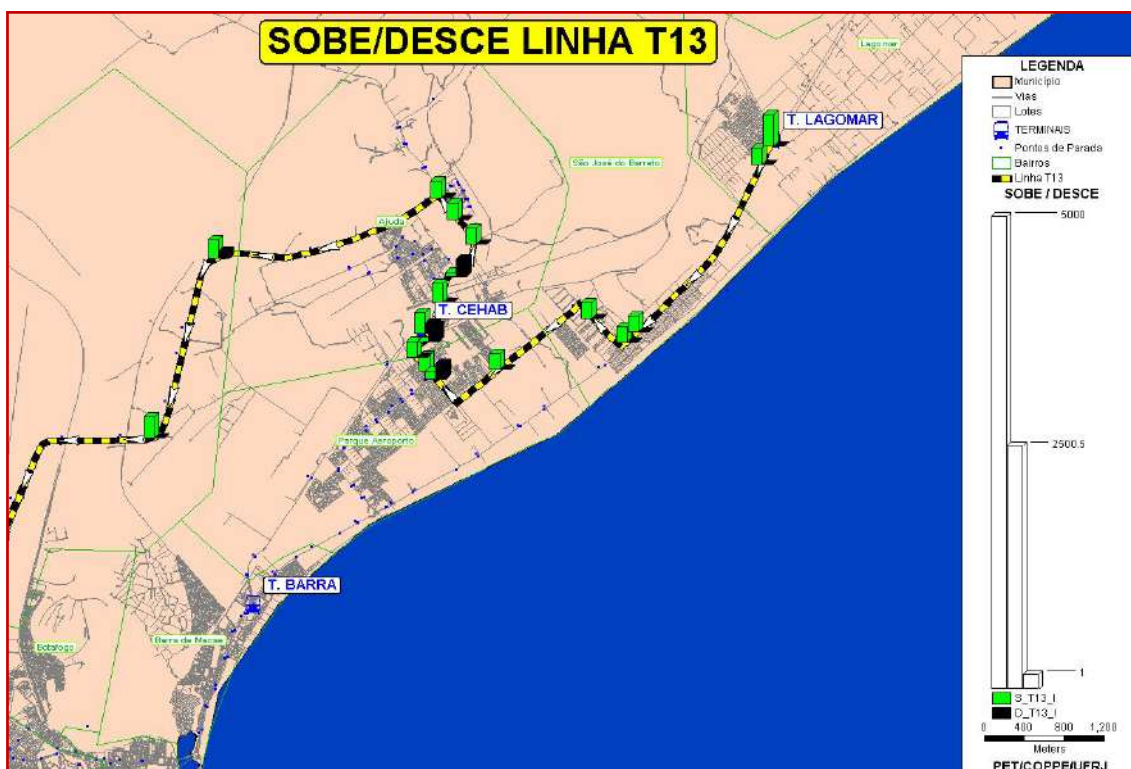 SOBE/DESCE LINHA T13
Lagomar
T. LAGOMAR
São José do Barreto
Ajuda
T. CEHAB
Parque Aeroporto
T. BARRA
Barra de Macaé
Botafogo
LEGENDA
Município
Vias
Lotes
TERMINAIS
Pontos de Parada
Bairros
Linha T13
SOBE / DESCE
5000
2500.5
1
S_T13_I
D_T13_I
0 400 800 1,200
Meters
PET/COPPE/UFRJ